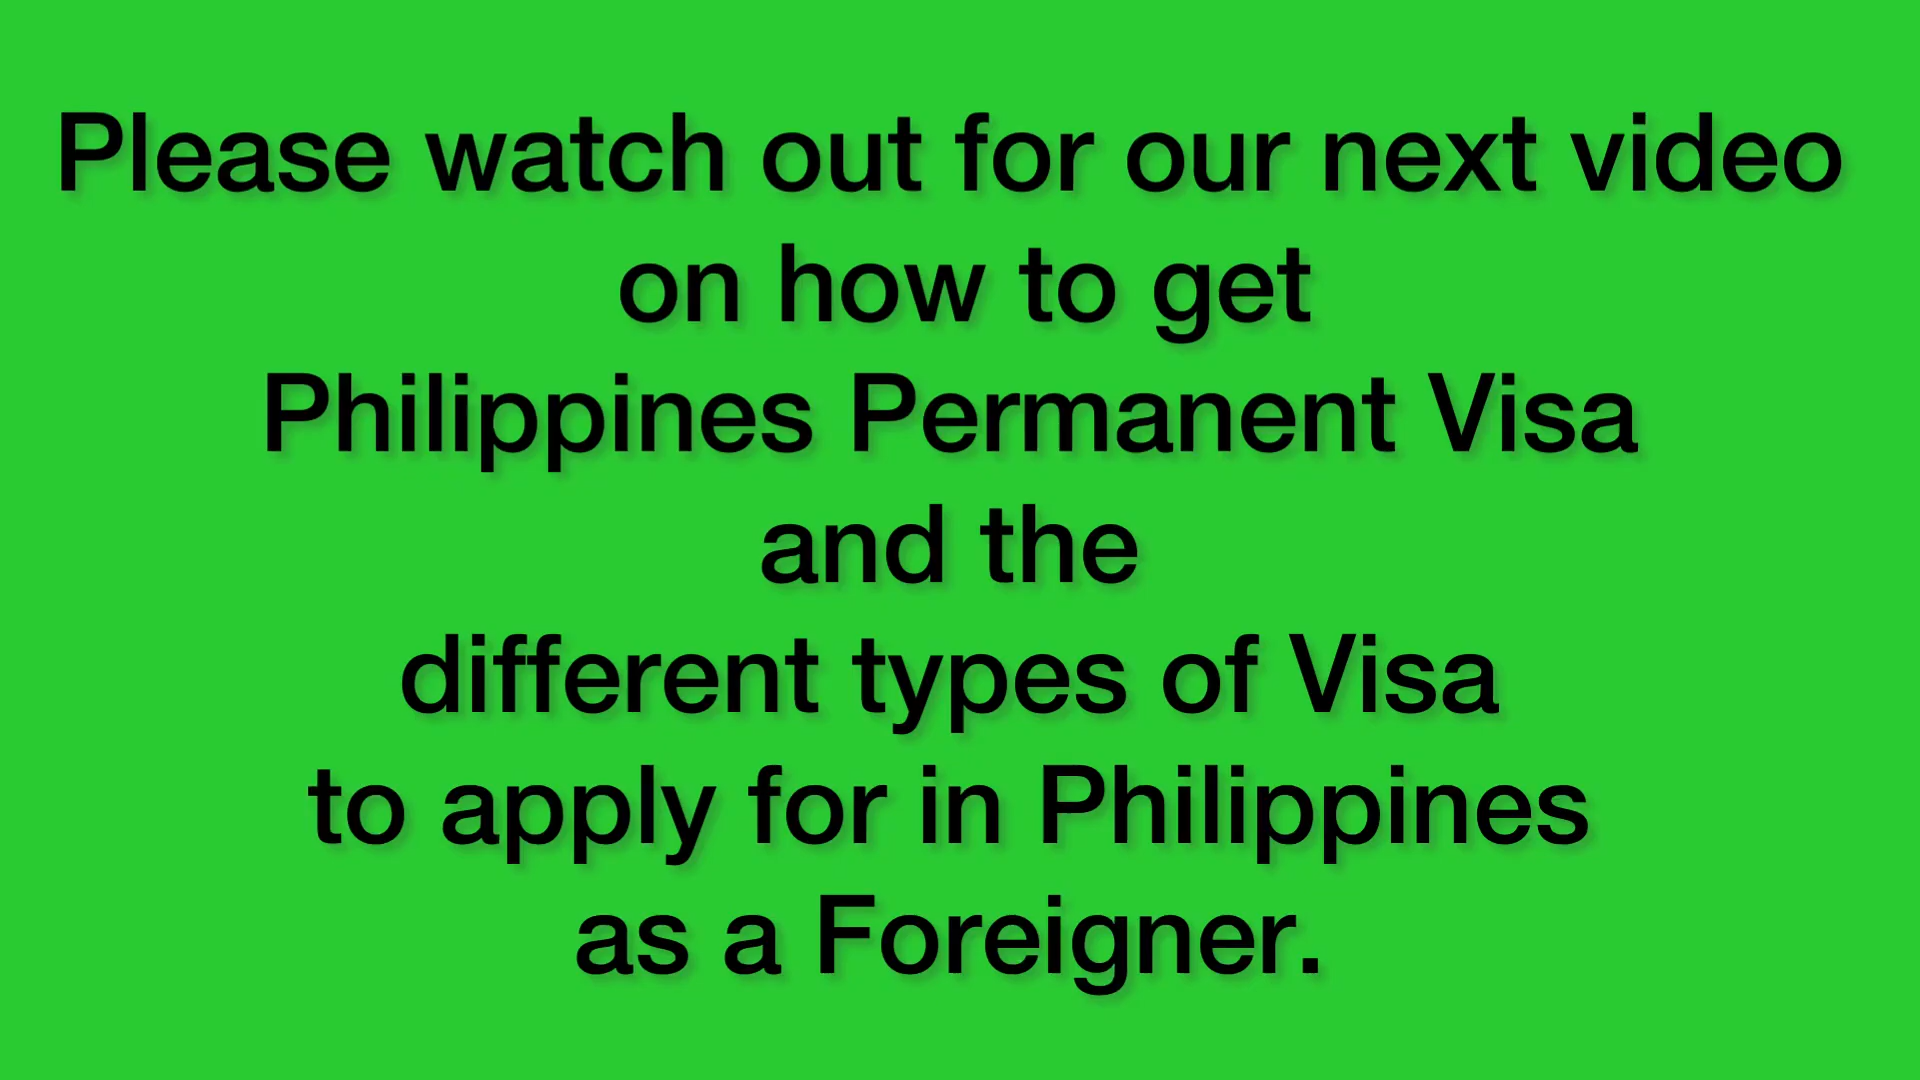 Please watch out for our next video
on how to get
Philippines Permanent Visa
and the
different types of Visa
to apply for in Philippines
as a Foreigner.